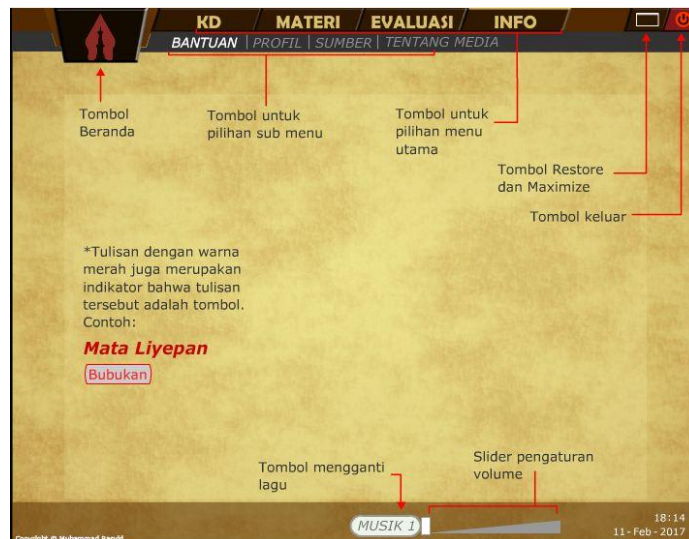 KD MATERI EVALUASI INFO
BANTUAN | PROFIL | SUMBER | TENTANG MEDIA
Tombol
Beranda
Tombol untuk
pilihan sub menu
Tombol untuk
pilihan menu
utama
Tombol Restore
dan Maximize
Tombol keluar
*Tulisan dengan warna
merah juga merupakan
indikator bahwa tulisan
tersebut adalah tombol.
Contoh:
Mata Liyepan
Bubukan
Tombol mengganti
lagu
Slider pengaturan
volume
MUSIK 1
18:14
11-Feb-2017
Copyright © Muhammad